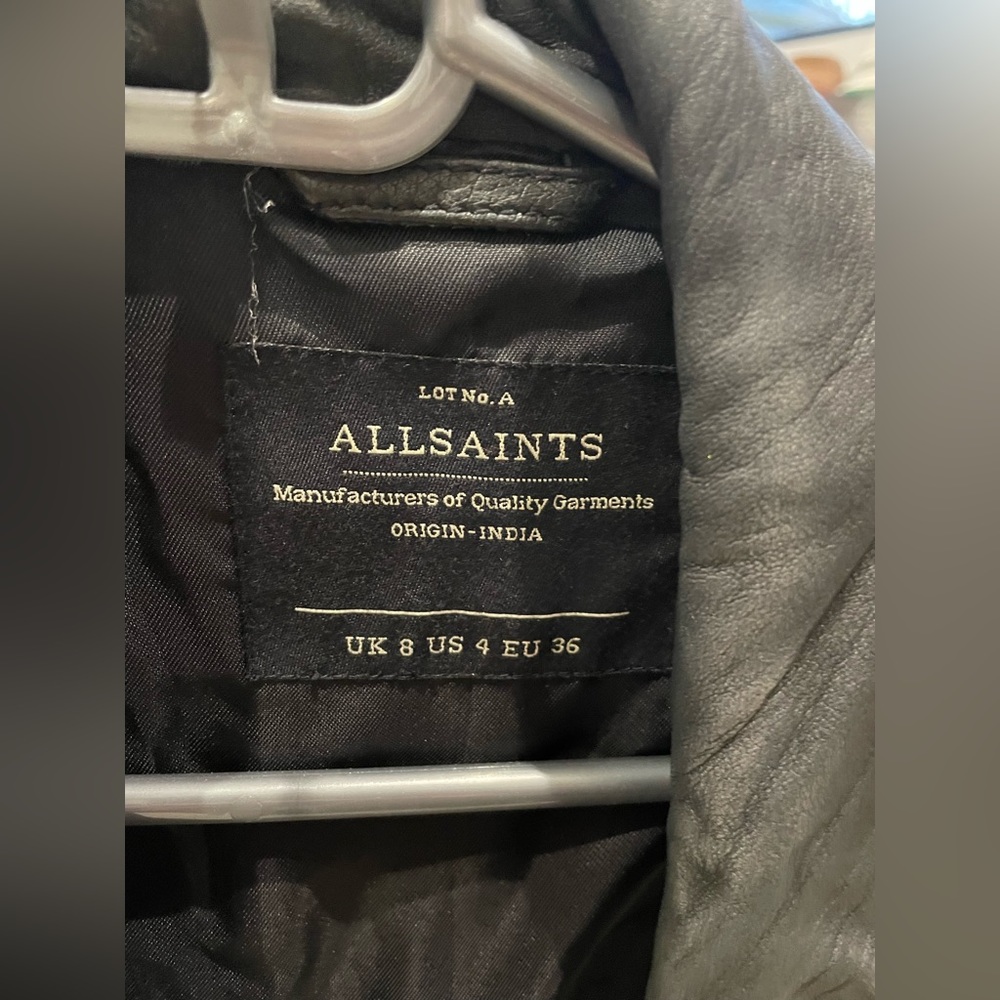 LOT No. A
ALLSAINTS
Manufacturers of Quality Garments
ORIGIN-INDIA
UK 8 US 4 EU 36